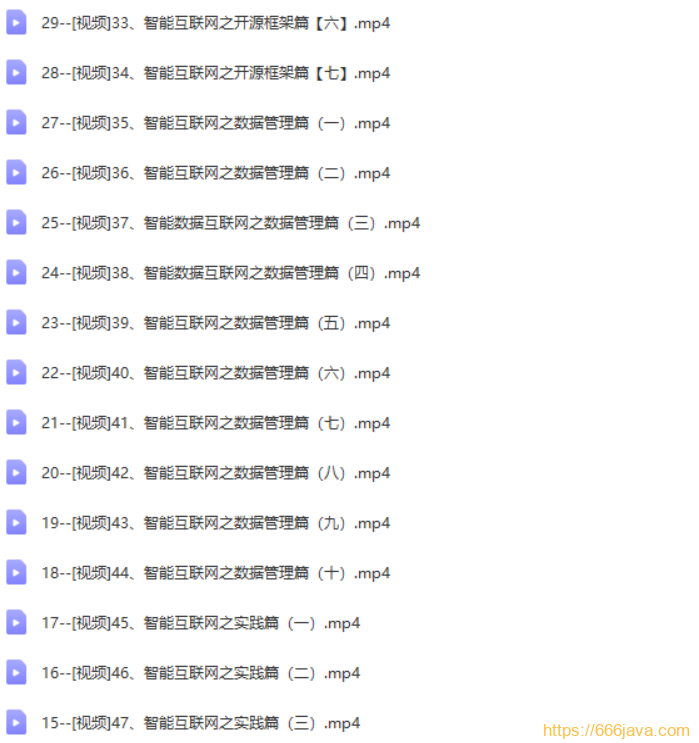 29--[视频]33、智能互联网之开源框架篇【六】.mp4
28--[视频]34、智能互联网之开源框架篇【七】.mp4
27--[视频]35、智能互联网之数据管理篇（一）.mp4
26--[视频]36、智能互联网之数据管理篇（二）.mp4
25--[视频]37、智能数据互联网之数据管理篇（三）.mp4
24--[视频]38、智能数据互联网之数据管理篇（四）.mp4
23--[视频]39、智能互联网之数据管理篇（五）.mp4
22--[视频]40、智能互联网之数据管理篇（六）.mp4
21--[视频]41、智能互联网之数据管理篇（七）.mp4
20--[视频]42、智能互联网之数据管理篇（八）.mp4
19--[视频]43、智能互联网之数据管理篇（九）.mp4
18--[视频]44、智能互联网之数据管理篇（十）.mp4
17--[视频]45、智能互联网之实践篇（一）.mp4
16--[视频]46、智能互联网之实践篇（二）.mp4
15--[视频]47、智能互联网之实践篇（三）.mp4
https://666java.com